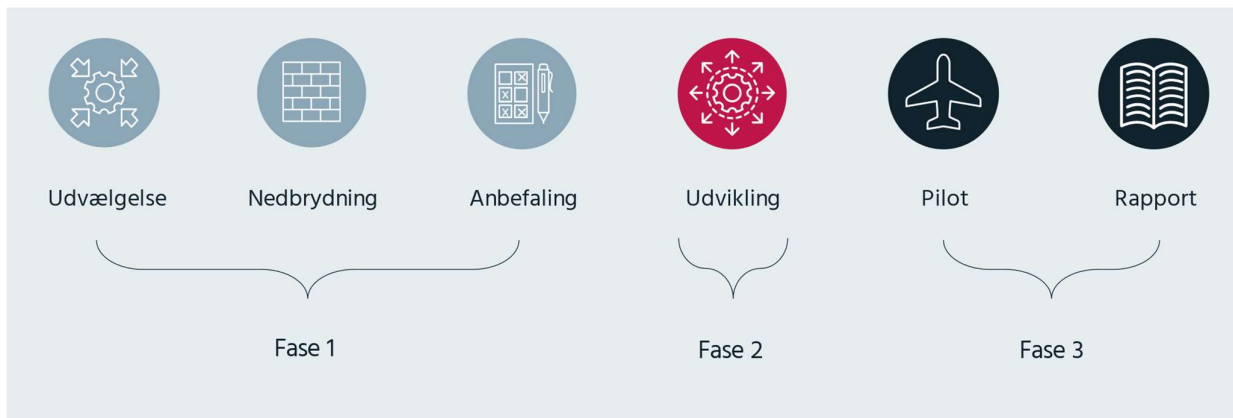 Udvælgelse
Nedbrydning
Anbefaling
Udvikling
Pilot
Rapport
Fase 1
Fase 2
Fase 3